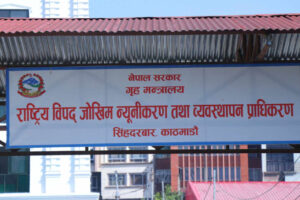 नेपाल सरकार
गृह मन्त्रालय
राष्ट्रिय विपद् जोखिम न्यूनीकरण तथा व्यवस्थापन प्राधिकरण
सिंहदरबार, काठमाडौं